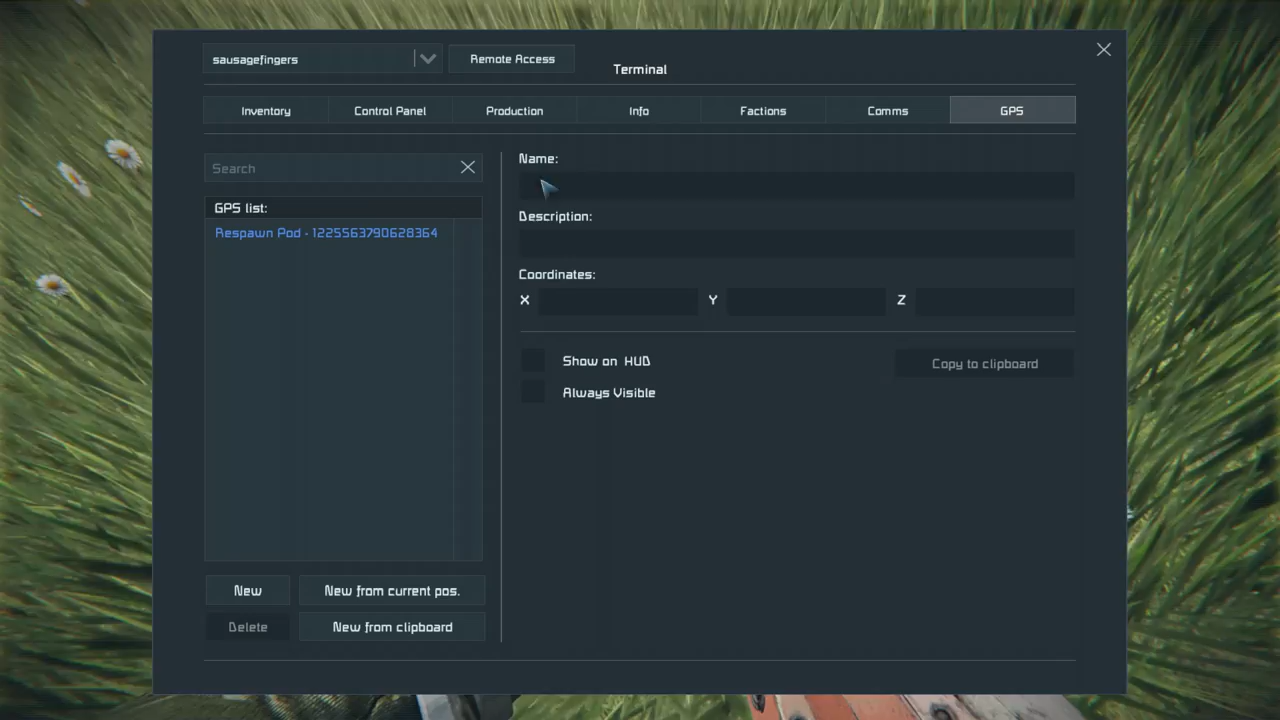 sausagefingers
Remote Access
Terminal
Inventory
Control Panel
Production
Info
Factions
Comms
GPS
Search
GPS list:
Respawn Pod - 1225563790628364
New
New from current pos.
Delete
New from clipboard
Name:
Description:
Coordinates:
X
Y
Z
Show on HUD
Copy to clipboard
Always Visible